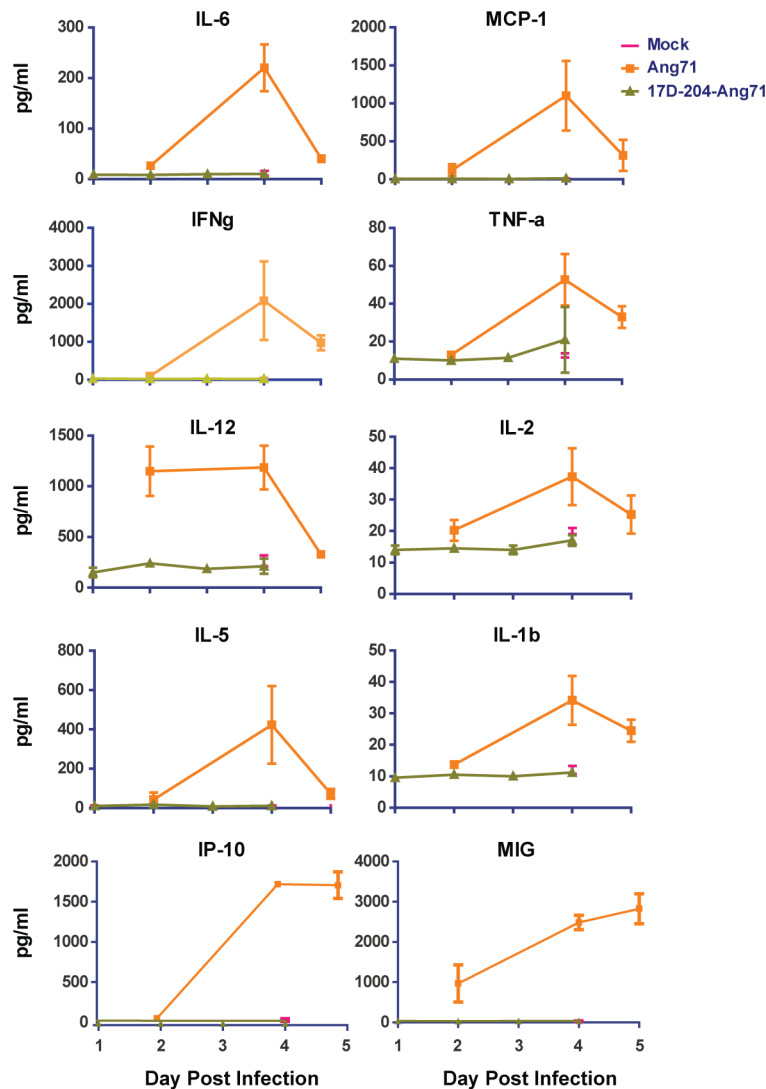 IL-6
MCP-1
pg/ml
300
200
100
0
2000
1500
1000
500
0
Mock
Ang71
17D-204-Ang71
IFNg
TNF-a
pg/ml
4000
3000
2000
1000
0
80
60
40
20
0
IL-12
IL-2
pg/ml
1500
1000
500
0
50
40
30
20
10
0
IL-5
IL-1b
pg/ml
800
600
400
200
0
50
40
30
20
10
0
IP-10
MIG
pg/ml
2000
1500
1000
500
0
4000
3000
2000
1000
0
1 2 3 4 5
1 2 3 4 5
Day Post Infection
Day Post Infection